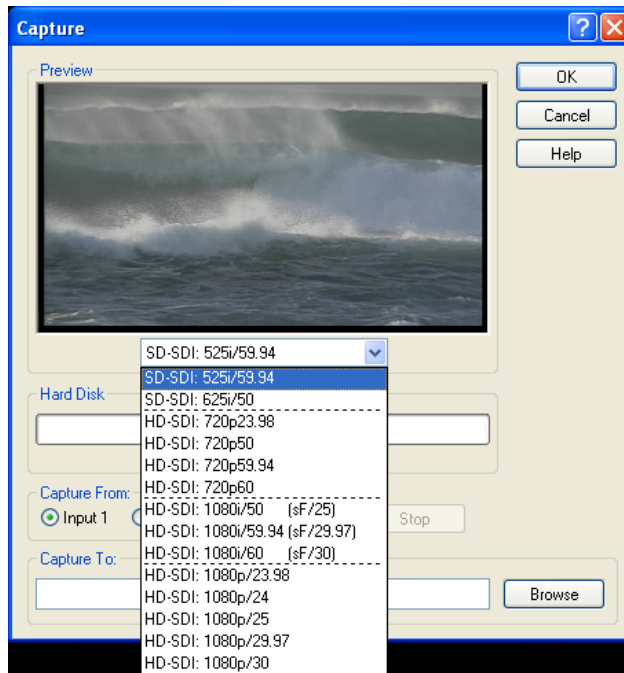 Capture
Preview
OK
Cancel
Help
SD-SDI: 525i/59.94
SD-SDI: 525i/59.94
SD-SDI: 625i/50
HD-SDI: 720p23.98
HD-SDI: 720p50
HD-SDI: 720p59.94
HD-SDI: 720p60
HD-SDI: 1080i/50 (sF/25)
HD-SDI: 1080i/59.94 (sF/29.97)
HD-SDI: 1080i/60 (sF/30)
HD-SDI: 1080p/23.98
HD-SDI: 1080p/24
HD-SDI: 1080p/25
HD-SDI: 1080p/29.97
HD-SDI: 1080p/30
Hard Disk
Capture From:
Input 1
Stop
Capture To:
Browse